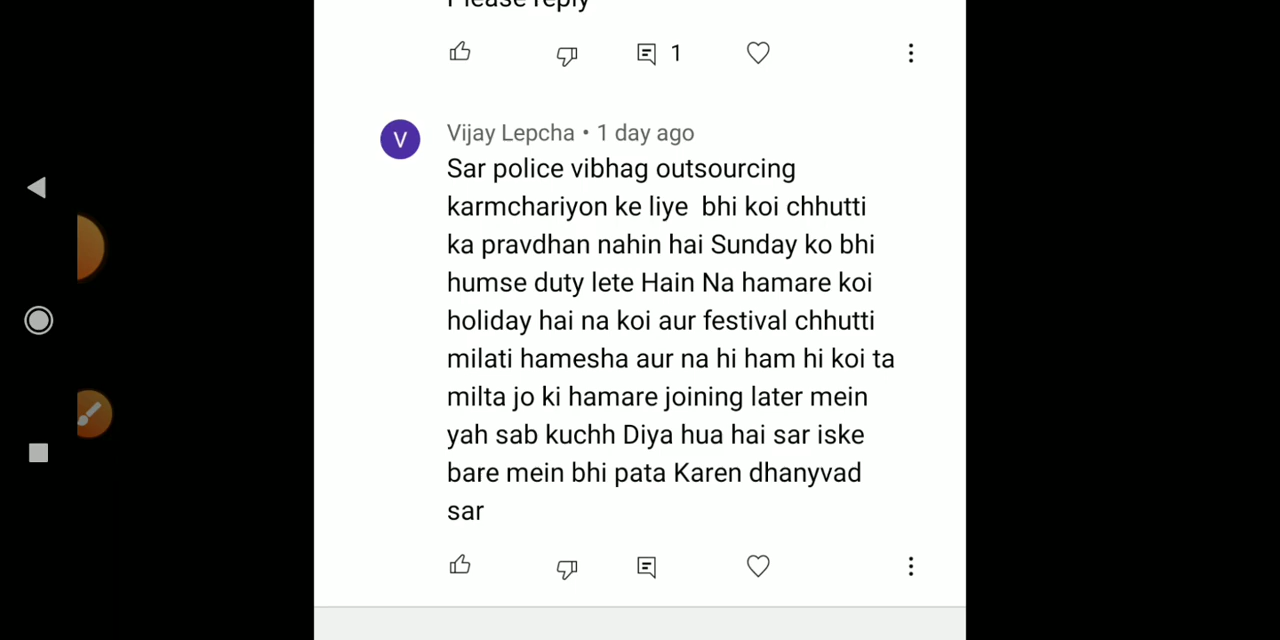 Please reply
1
V
Vijay Lepcha • 1 day ago
Sar police vibhag outsourcing
karmchariyon ke liye bhi koi chhutti
ka pravdhan nahin hai Sunday ko bhi
humse duty lete Hain Na hamare koi
holiday hai na koi aur festival chhutti
milati hamesha aur na hi ham hi koi ta
milta jo ki hamare joining later mein
yah sab kuchh Diya hua hai sar iske
bare mein bhi pata Karen dhanyvad
sar